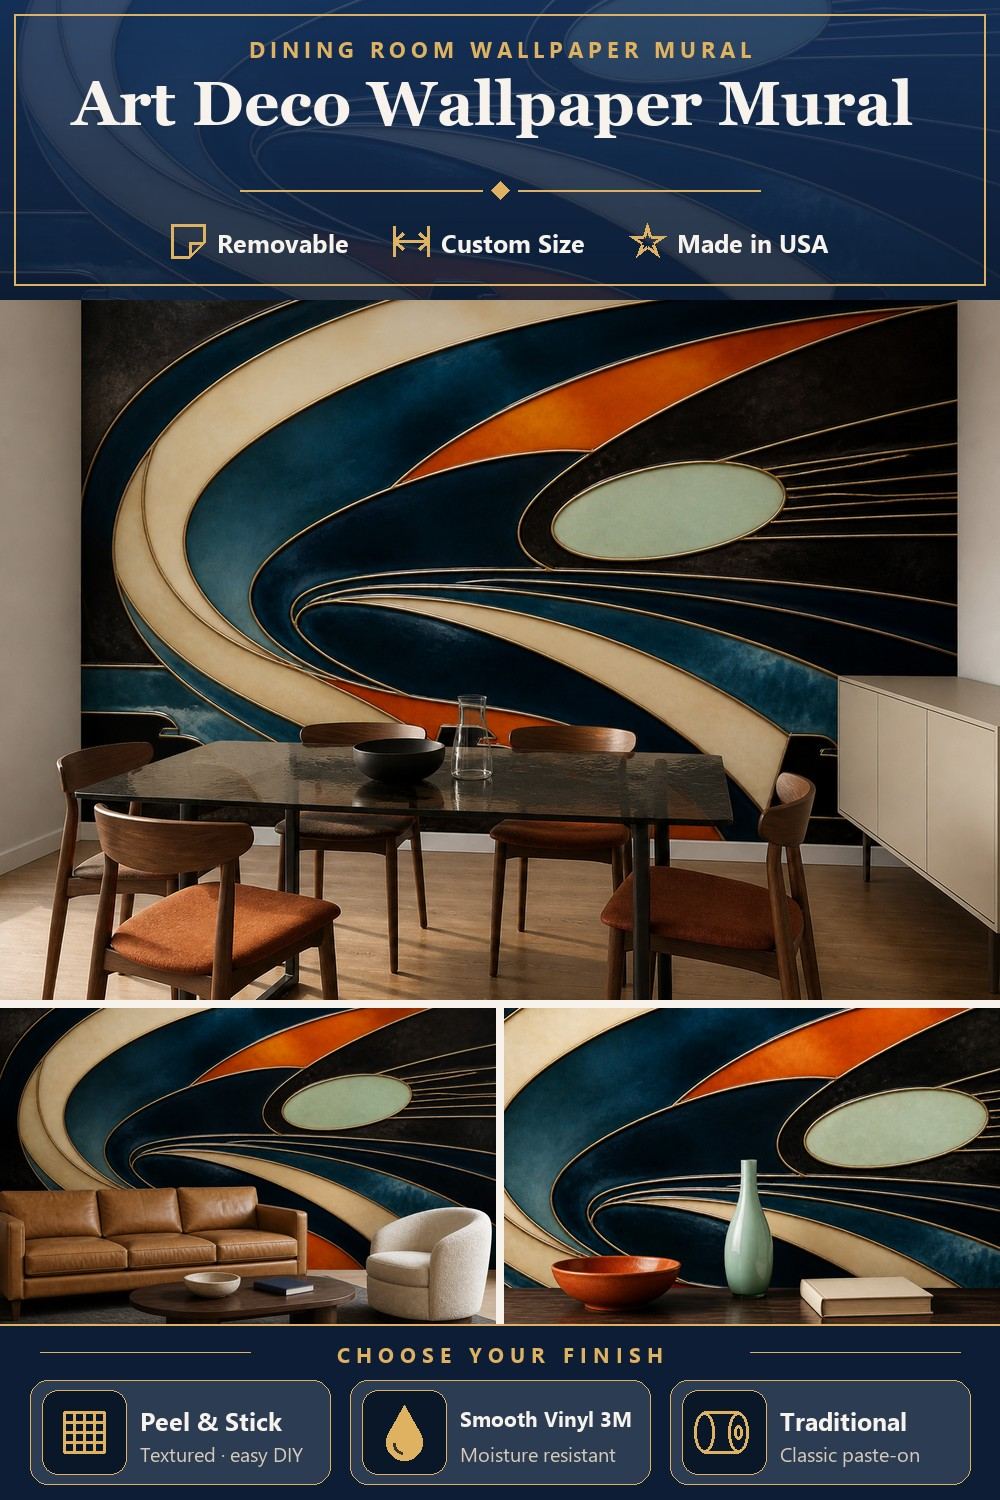 DINING ROOM WALLPAPER MURAL
Art Deco Wallpaper Mural
Removable
Custom Size
Made in USA
CHOOSE YOUR FINISH
Peel & Stick
Textured · easy DIY
Smooth Vinyl 3M
Moisture resistant
Traditional
Classic paste-on